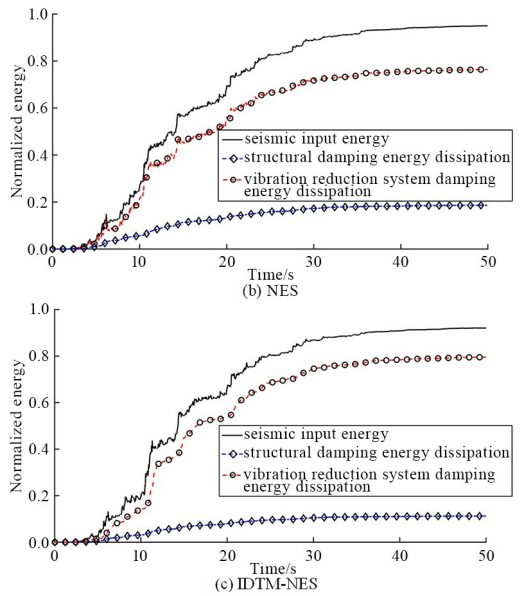 1.0
0.8
0.6
0.4
0.2
0.0
Normalized energy
seismic input energy
structural damping energy dissipation
vibration reduction system damping
energy dissipation
0 10 20 30 40 50
Time/s
(b) NES
1.0
0.8
0.6
0.4
0.2
0.0
Normalized energy
seismic input energy
structural damping energy dissipation
vibration reduction system damping
energy dissipation
0 10 20 30 40 50
Time/s
(c) IDTM-NES